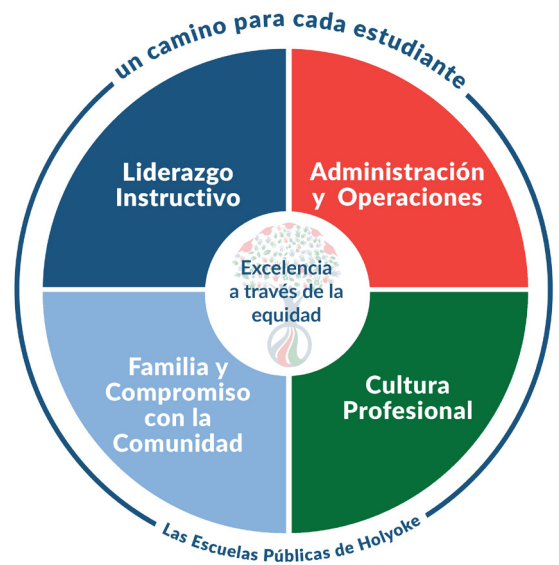 un camino para cada estudiante
Liderazgo
Instructivo
Administración
y Operaciones
Excelencia
a través de la
equidad
Familia y
Compromiso
con la
Comunidad
Cultura
Profesional
Las Escuelas Públicas de Holyoke